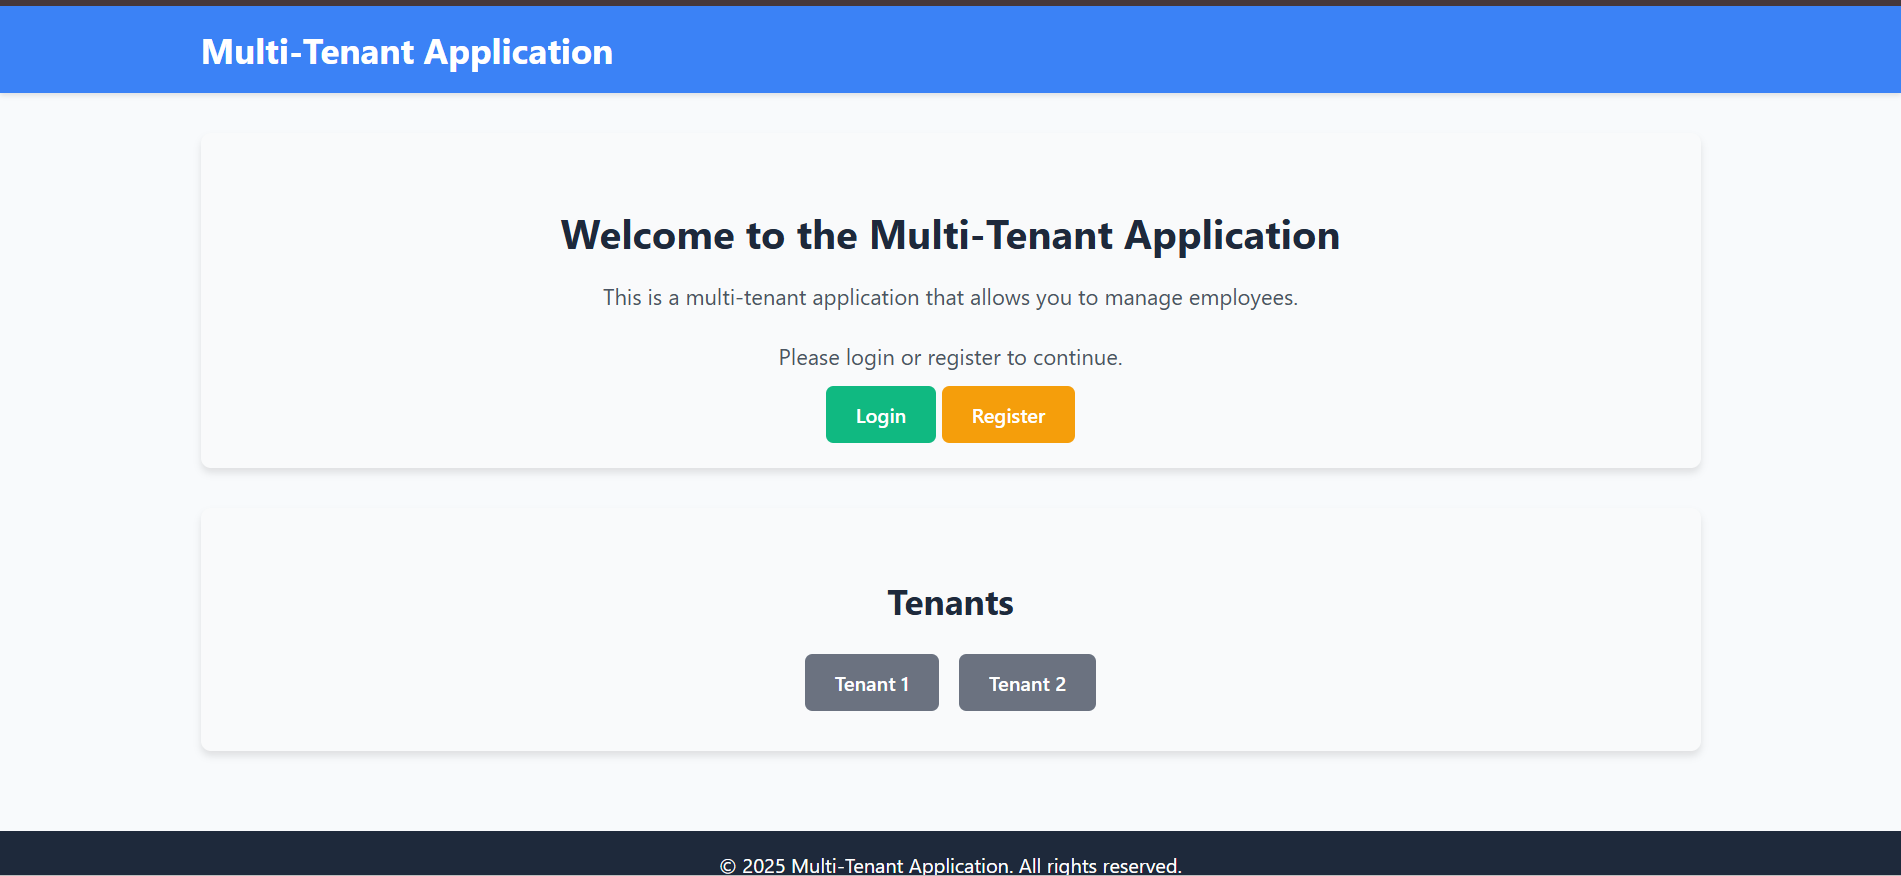 Multi-Tenant Application
Welcome to the Multi-Tenant Application
This is a multi-tenant application that allows you to manage employees.
Please login or register to continue.
Login Register
Tenants
Tenant 1 Tenant 2
© 2025 Multi-Tenant Application. All rights reserved.